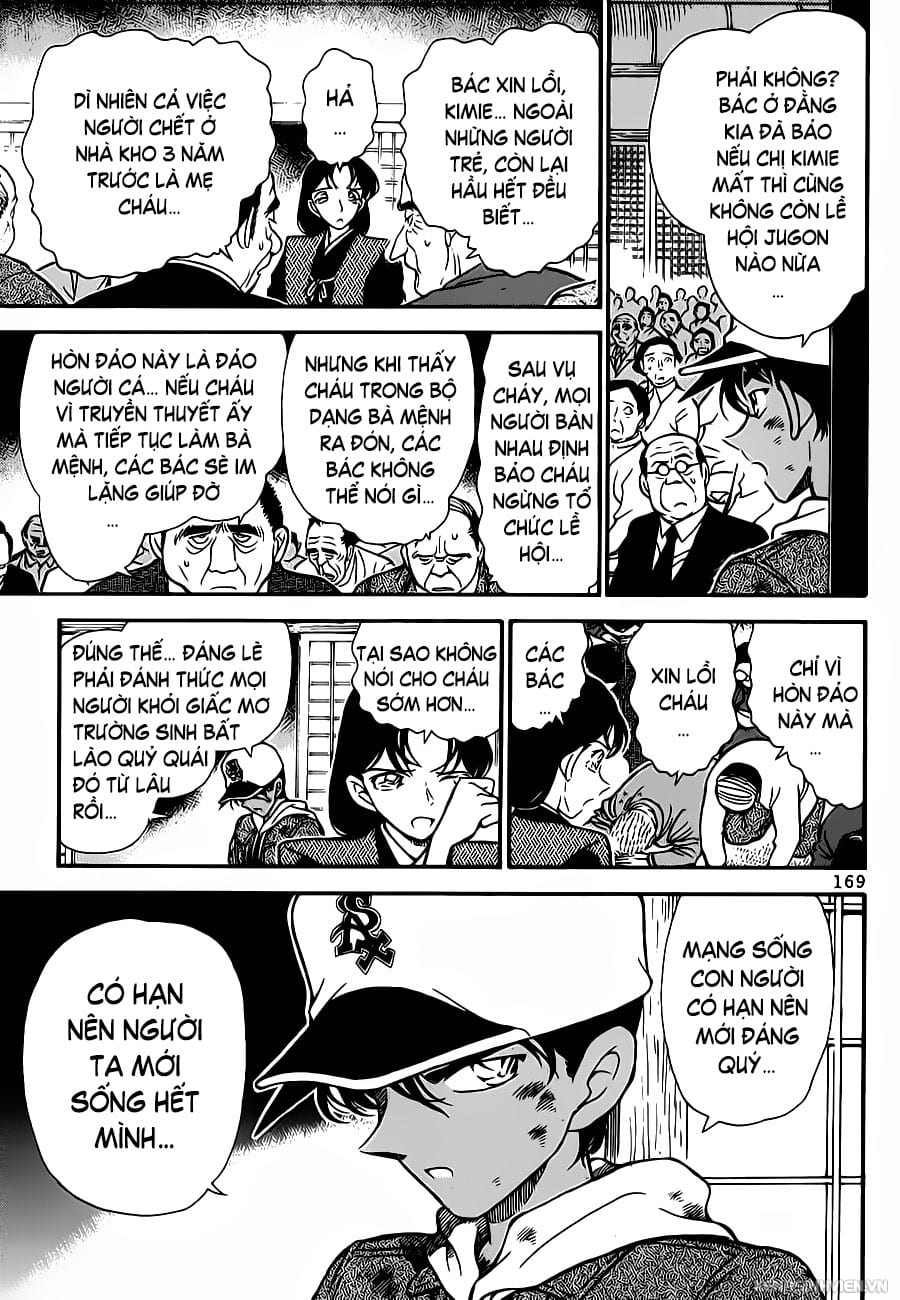 PHẢI KHÔNG?
BÁC Ở ĐẰNG
KIA ĐÃ BẢO
NẾU CHỊ KIMIE
MẤT THÌ CŨNG
KHÔNG CÒN LỄ
HỘI JUGON
NÀO NỮA
...
BÁC XIN LỖI,
KIMIE... NGOÀI
NHỮNG NGƯỜI
TRẺ, CÒN LẠI
HẦU HẾT ĐỀU
BIẾT...
HẢ
...
DĨ NHIÊN CẢ VIỆC
NGƯỜI CHẾT Ở
NHÀ KHO 3 NĂM
TRƯỚC LÀ MẸ
CHÁU...
SAU VỤ
CHÁY, MỌI
NGƯỜI BÀN
NHAU ĐỊNH
BẢO CHÁU
NGỪNG TỔ
CHỨC LỄ
HỘI...
NHƯNG KHI THẤY
CHÁU TRONG BỘ
DẠNG BÀ MỆNH
RA ĐÓN, CÁC
BÁC KHÔNG
THỂ NÓI GÌ...
HÒN ĐẢO NÀY LÀ ĐẢO
NGƯỜI CÁ... NẾU CHÁU
VÌ TRUYỀN THUYẾT ẤY
MÀ TIẾP TỤC LÀM BÀ
MỆNH, CÁC BÁC SẼ IM
LẶNG GIÚP ĐỠ
...
CHỈ VÌ
HÒN ĐẢO
NÀY MÀ
...
XIN LỖI
CHÁU
...
CÁC
BÁC
...
TẠI SAO KHÔNG
NÓI CHO CHÁU
SỚM HƠN...
ĐÚNG THẾ... ĐÁNG LẼ
PHẢI ĐÁNH THỨC MỌI
NGƯỜI KHỎI GIẤC MƠ
TRƯỜNG SINH BẤT
LÃO QUỶ QUÁI
ĐÓ TỪ LÂU
RỒI...
169
MẠNG SỐNG
CON NGƯỜI
CÓ HẠN NÊN
MỚI ĐÁNG
QUÝ...
SAX
CÓ HẠN
NÊN NGƯỜI
TA MỚI
SỐNG HẾT
MÌNH...